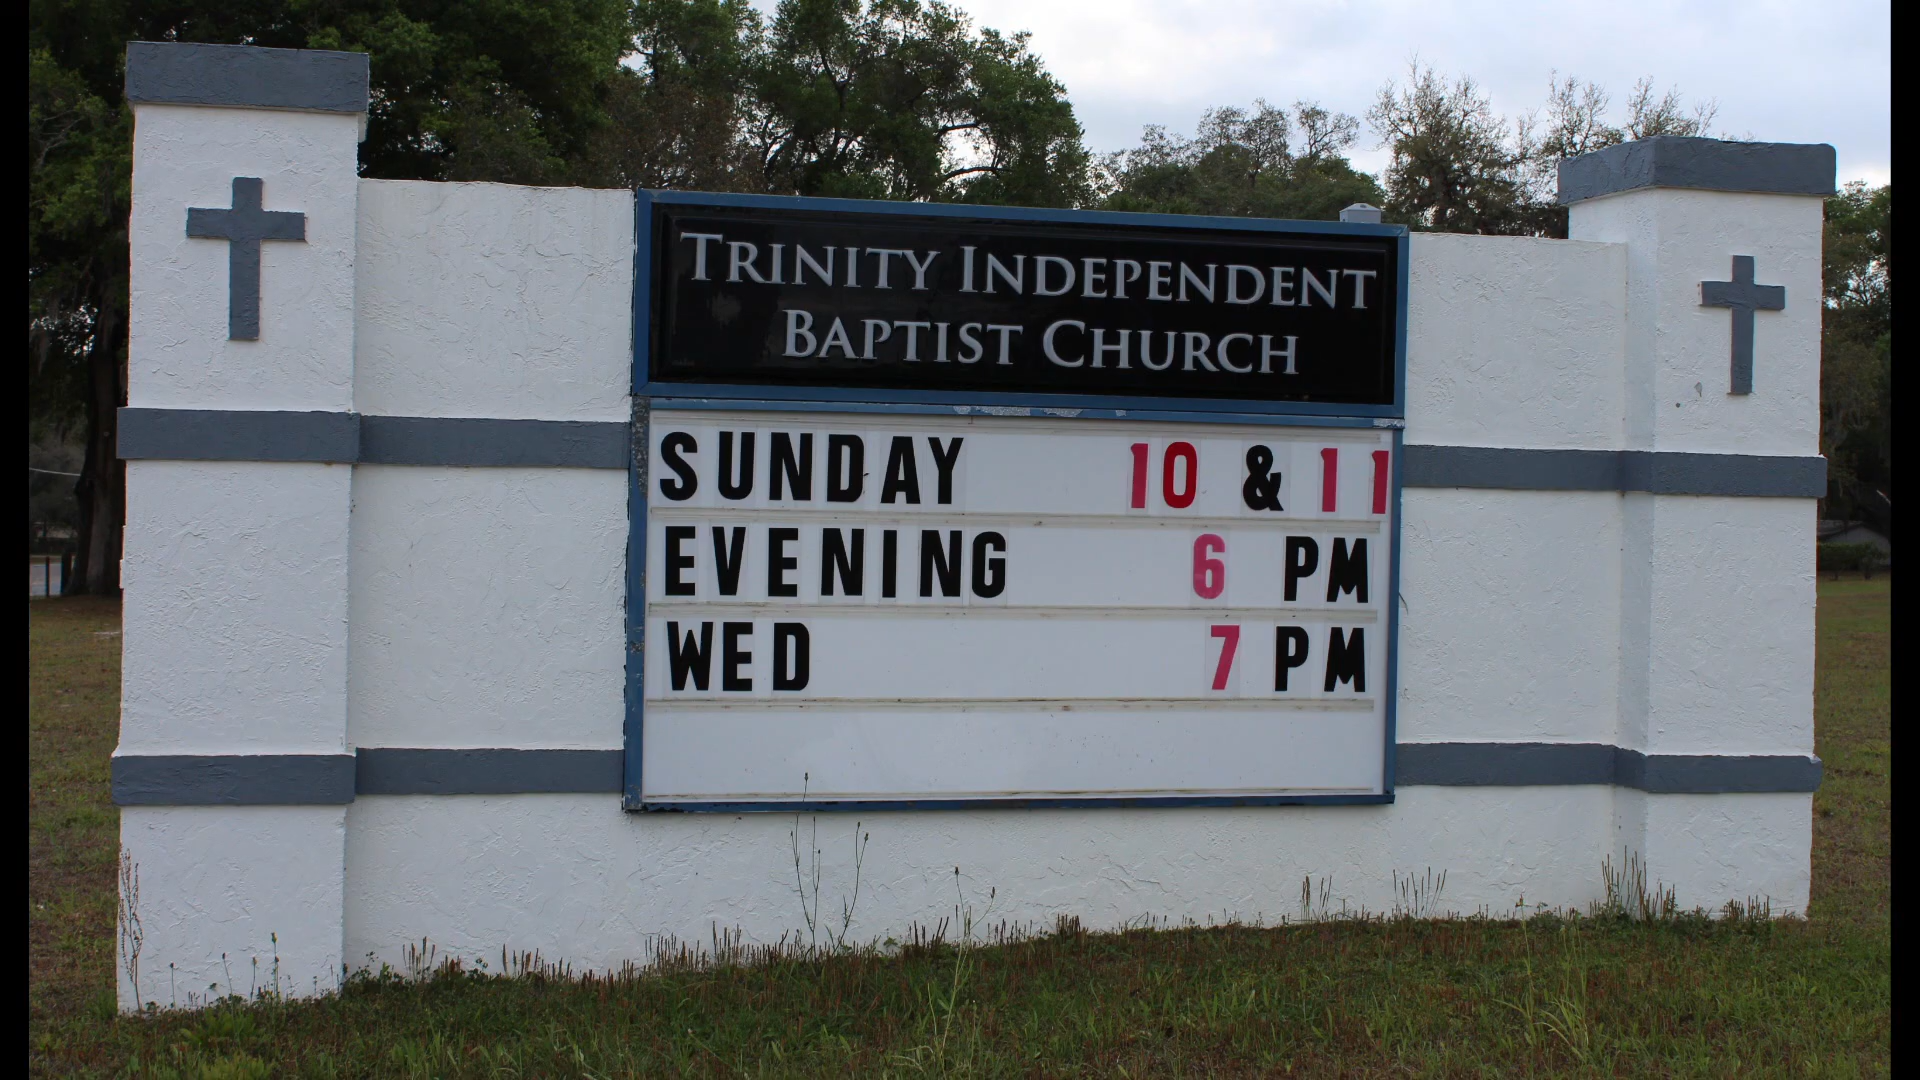 TRINITY INDEPENDENT
BAPTIST CHURCH
SUNDAY 10 & 11
EVENING 6 PM
WED 7 PM